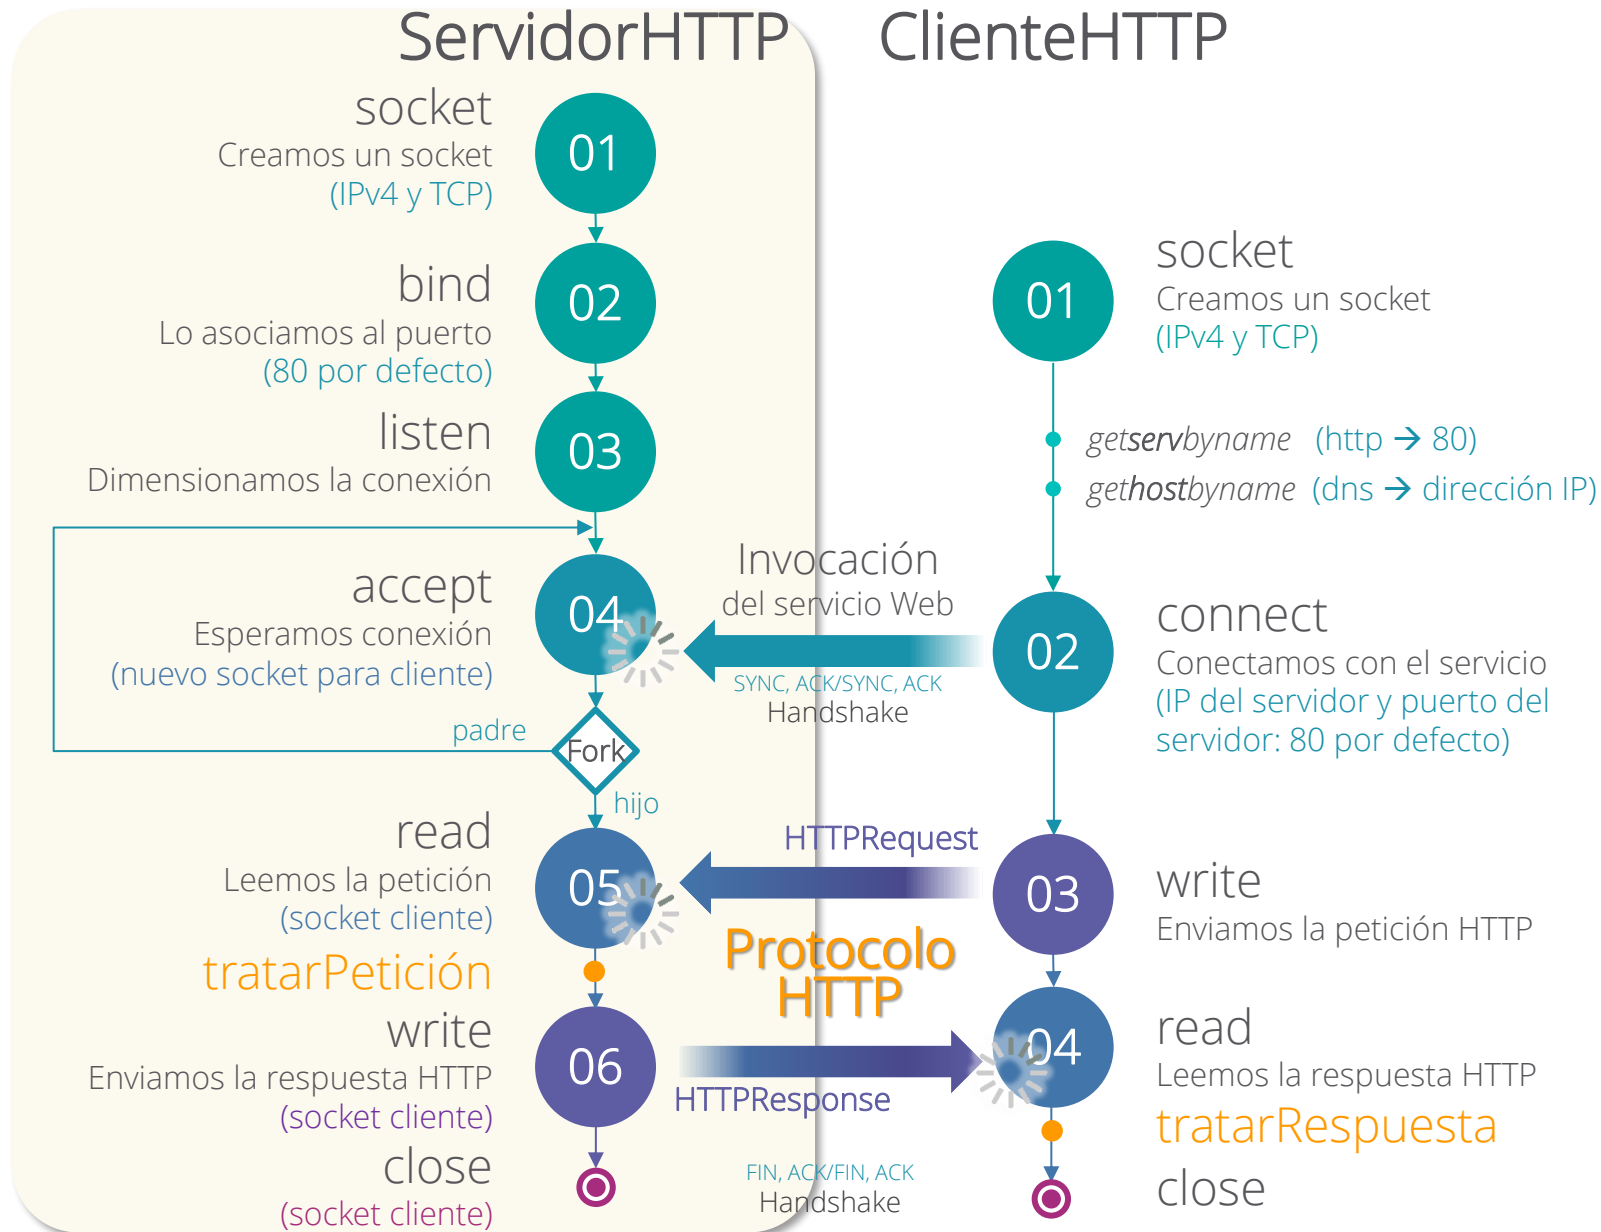 ServidorHTTP
socket
Creamos un socket
(IPv4 y TCP)
01
bind
Lo asociamos al puerto
(80 por defecto)
02
listen
Dimensionamos la conexión
03
accept
Esperamos conexión
(nuevo socket para cliente)
04
padre
Fork
hijo
read
Leemos la petición
(socket cliente)
05
tratarPetición
write
Enviamos la respuesta HTTP
(socket cliente)
06
close
(socket cliente)
Invocación
del servicio Web
SYNC, ACK/SYNC, ACK
Handshake
HTTPRequest
Protocolo
HTTP
HTTPResponse
FIN, ACK/FIN, ACK
Handshake
ClienteHTTP
01
socket
Creamos un socket
(IPv4 y TCP)
getservbyname (http → 80)
gethostbyname (dns → dirección IP)
02
connect
Conectamos con el servicio
(IP del servidor y puerto del
servidor: 80 por defecto)
03
write
Enviamos la petición HTTP
04
read
Leemos la respuesta HTTP
tratarRespuesta
close